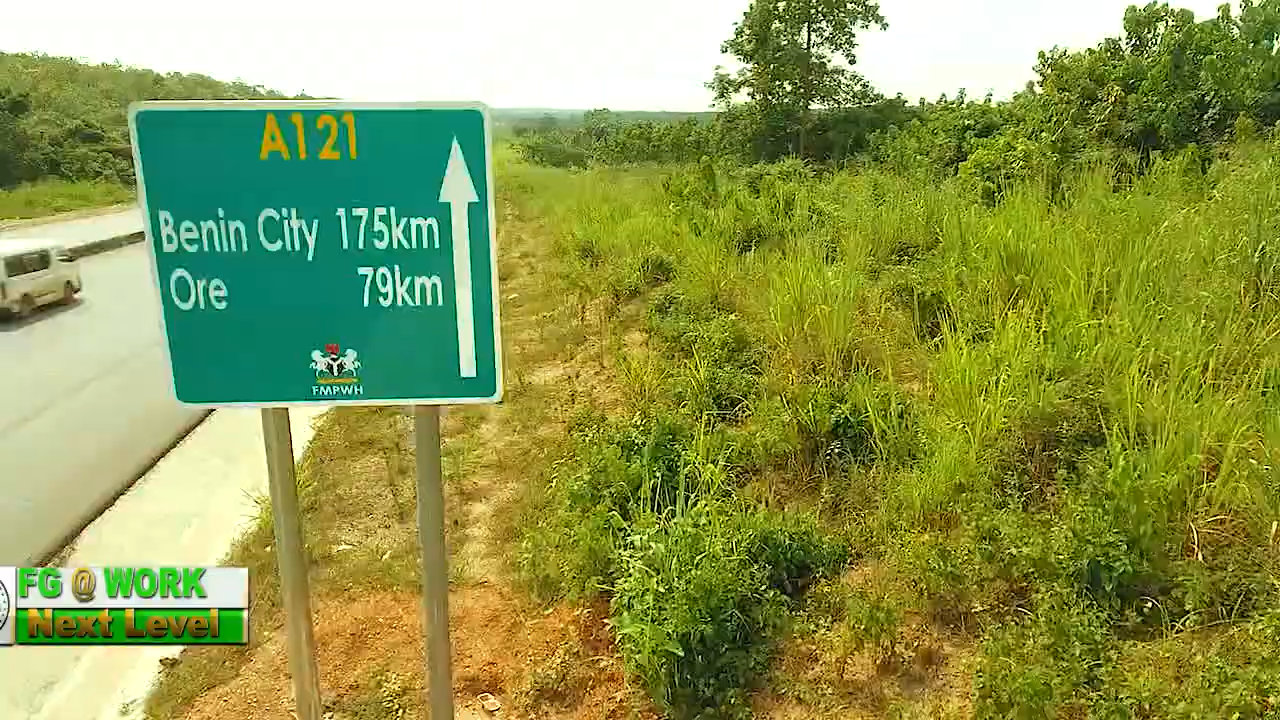 A121
Benin City 175km
Ore 79km
FMPWH
FG @ WORK
Next Level